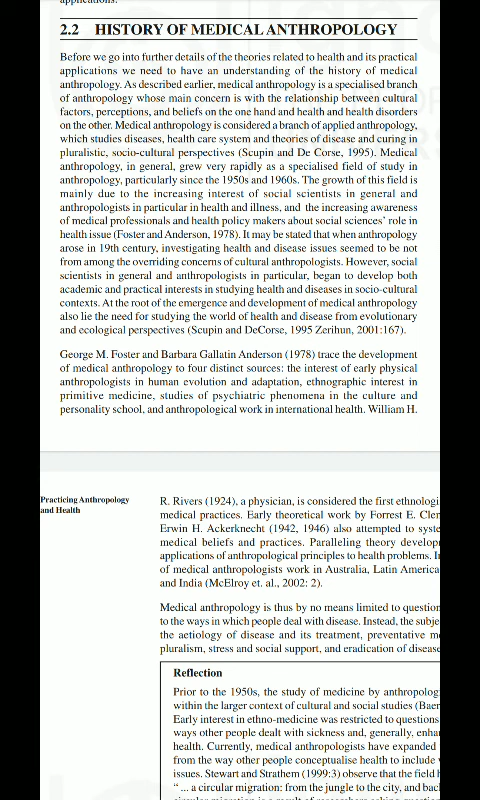 applications.
2.2 HISTORY OF MEDICAL ANTHROPOLOGY
Before we go into further details of the theories related to health and its practical
applications we need to have an understanding of the history of medical
anthropology. As described earlier, medical anthropology is a specialised branch
of anthropology whose main concern is with the relationship between cultural
factors, perceptions, and beliefs on the one hand and health and health disorders
on the other. Medical anthropology is considered a branch of applied anthropology,
which studies diseases, health care system and theories of disease and curing in
pluralistic, socio-cultural perspectives (Scupin and De Corse, 1995). Medical
anthropology, in general, grew very rapidly as a specialised field of study in
anthropology, particularly since the 1950s and 1960s. The growth of this field is
mainly due to the increasing interest of social scientists in general and
anthropologists in particular in health and illness, and the increasing awareness
of medical professionals and health policy makers about social sciences' role in
health issue (Foster and Anderson, 1978). It may be stated that when anthropology
arose in 19th century, investigating health and disease issues seemed to be not
from among the overriding concerns of cultural anthropologists. However, social
scientists in general and anthropologists in particular, began to develop both
academic and practical interests in studying health and diseases in socio-cultural
contexts. At the root of the emergence and development of medical anthropology
also lie the need for studying the world of health and disease from evolutionary
and ecological perspectives (Scupin and DeCorse, 1995 Zerihun, 2001:167).
George M. Foster and Barbara Gallatin Anderson (1978) trace the development
of medical anthropology to four distinct sources: the interest of early physical
anthropologists in human evolution and adaptation, ethnographic interest in
primitive medicine, studies of psychiatric phenomena in the culture and
personality school, and anthropological work in international health. William H.
Practicing Anthropology
and Health
R. Rivers (1924), a physician, is considered the first ethnologi
medical practices. Early theoretical work by Forrest E. Cler
Erwin H. Ackerknecht (1942, 1946) also attempted to syste
medical beliefs and practices. Paralleling theory develop
applications of anthropological principles to health problems. I
of medical anthropologists work in Australia, Latin America
and India (McElroy et. al., 2002: 2).
Medical anthropology is thus by no means limited to question
to the ways in which people deal with disease. Instead, the subje
the aetiology of disease and its treatment, preventative m
pluralism, stress and social support, and eradication of disease
Reflection
Prior to the 1950s, the study of medicine by anthropolog
within the larger context of cultural and social studies (Baer
Early interest in ethno-medicine was restricted to questions
ways other people dealt with sickness and, generally, enha
health. Currently, medical anthropologists have expanded
from the way other people conceptualise health to include
issues. Stewart and Strathern (1999:3) observe that the field h
"... a circular migration: from the jungle to the city, and bac